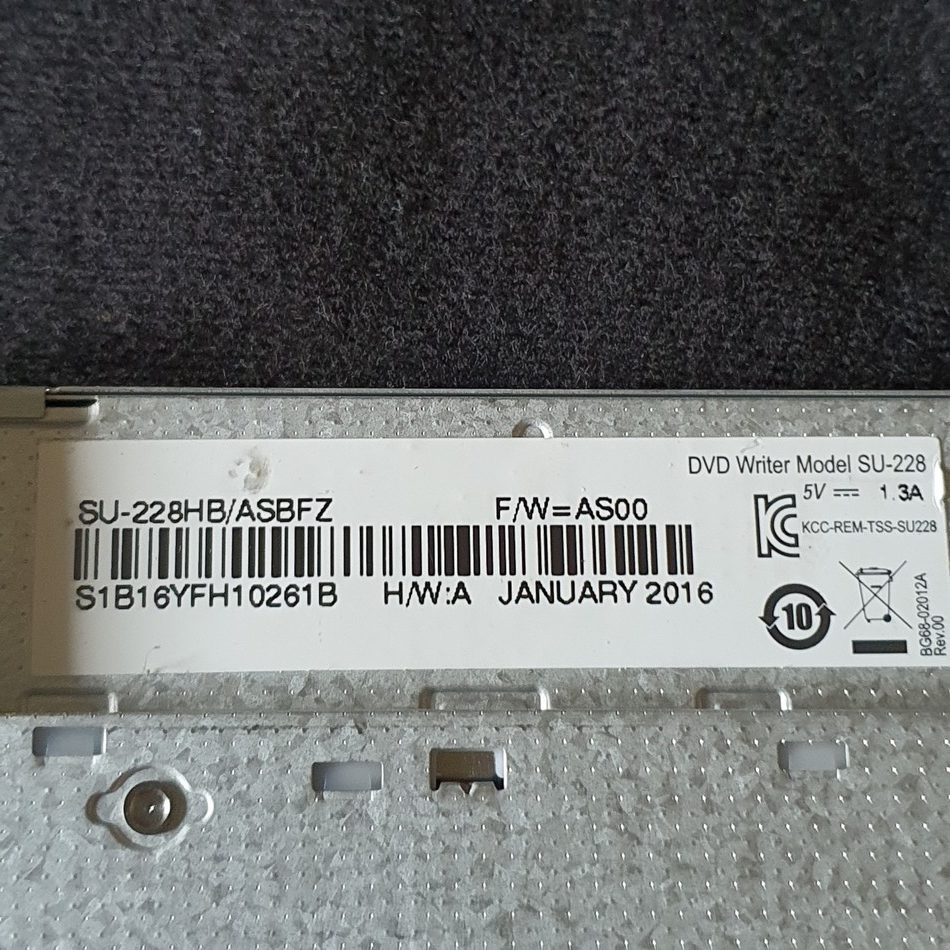 DVD Writer Model SU-228
SU-228HB/ASBFZ F/W=AS00
5V ⎓ 1.3A
KCC-REM-TSS-SU228
S1B16YFH10261B H/W:A JANUARY 2016
10
BG68-02012A
Rev.00